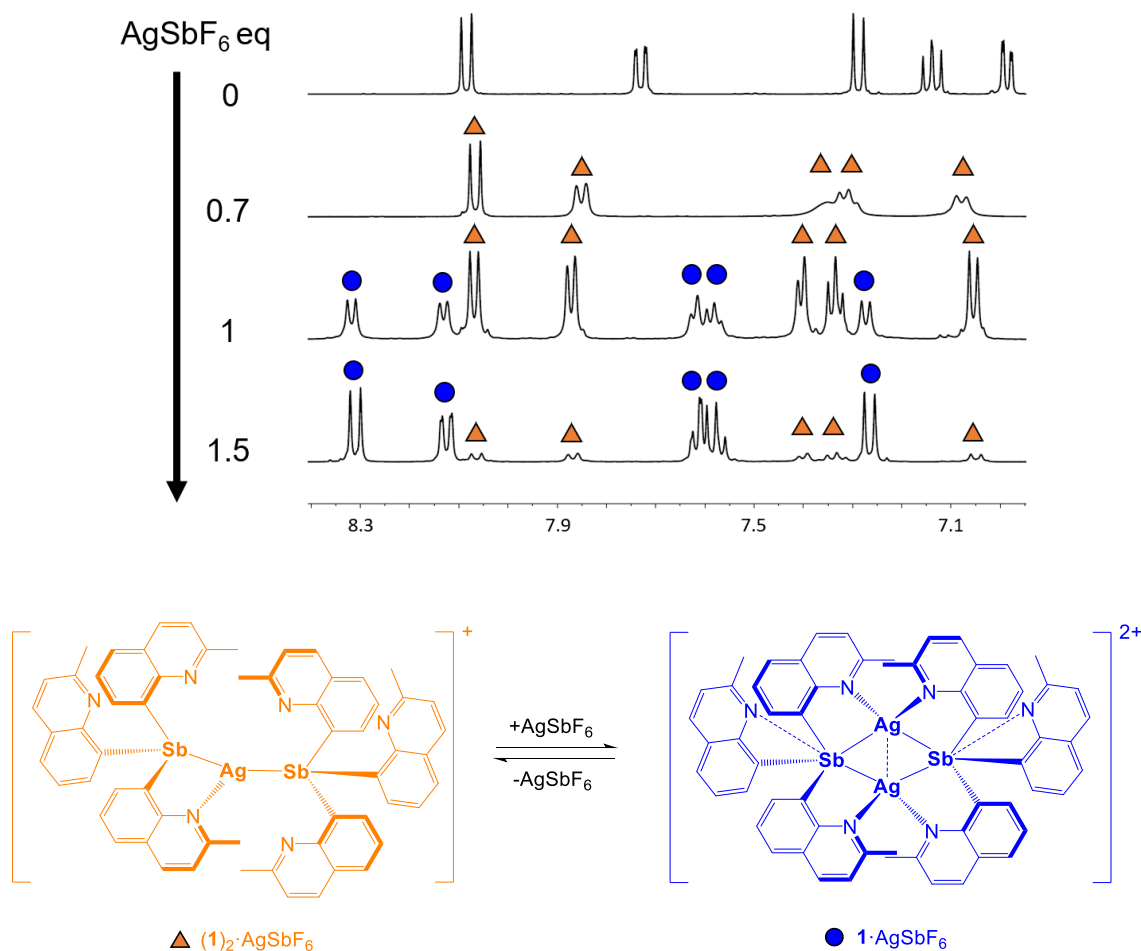 AgSbF₆ eq
0
0.7
1
1.5
8.3 7.9 7.5 7.1
+
2+
N
N
N
N
N
N
Sb
Ag
Sb
N
N
+AgSbF₆
-AgSbF₆
N
N
N
N
Ag
Sb
Sb
Ag
N
N
(1)₂·AgSbF₆
1·AgSbF₆